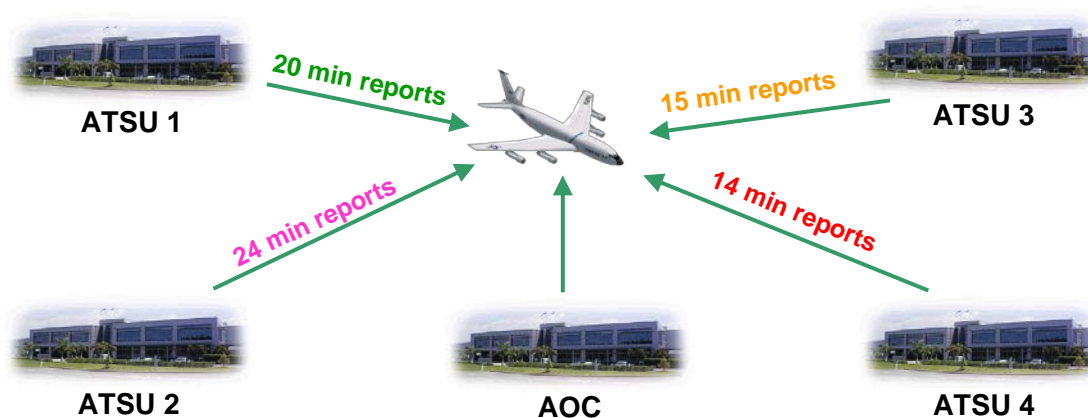 20 min reports
15 min reports
ATSU 1
ATSU 3
24 min reports
14 min reports
ATSU 2
AOC
ATSU 4